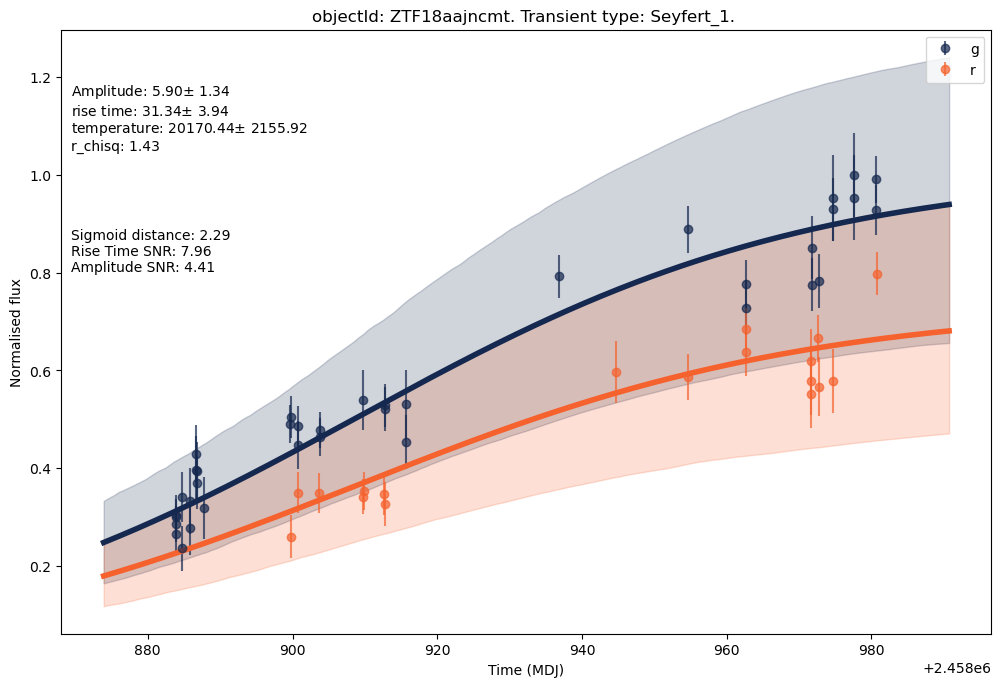 objectId: ZTF18aajncmt. Transient type: Seyfert_1.
g
r
Amplitude: 5.90± 1.34
rise time: 31.34± 3.94
temperature: 20170.44± 2155.92
r_chisq: 1.43
Sigmoid distance: 2.29
Rise Time SNR: 7.96
Amplitude SNR: 4.41
Normalised flux
1.2
1.0
0.8
0.6
0.4
0.2
880 900 920 940 960 980
Time (MDJ)
+2.458e6